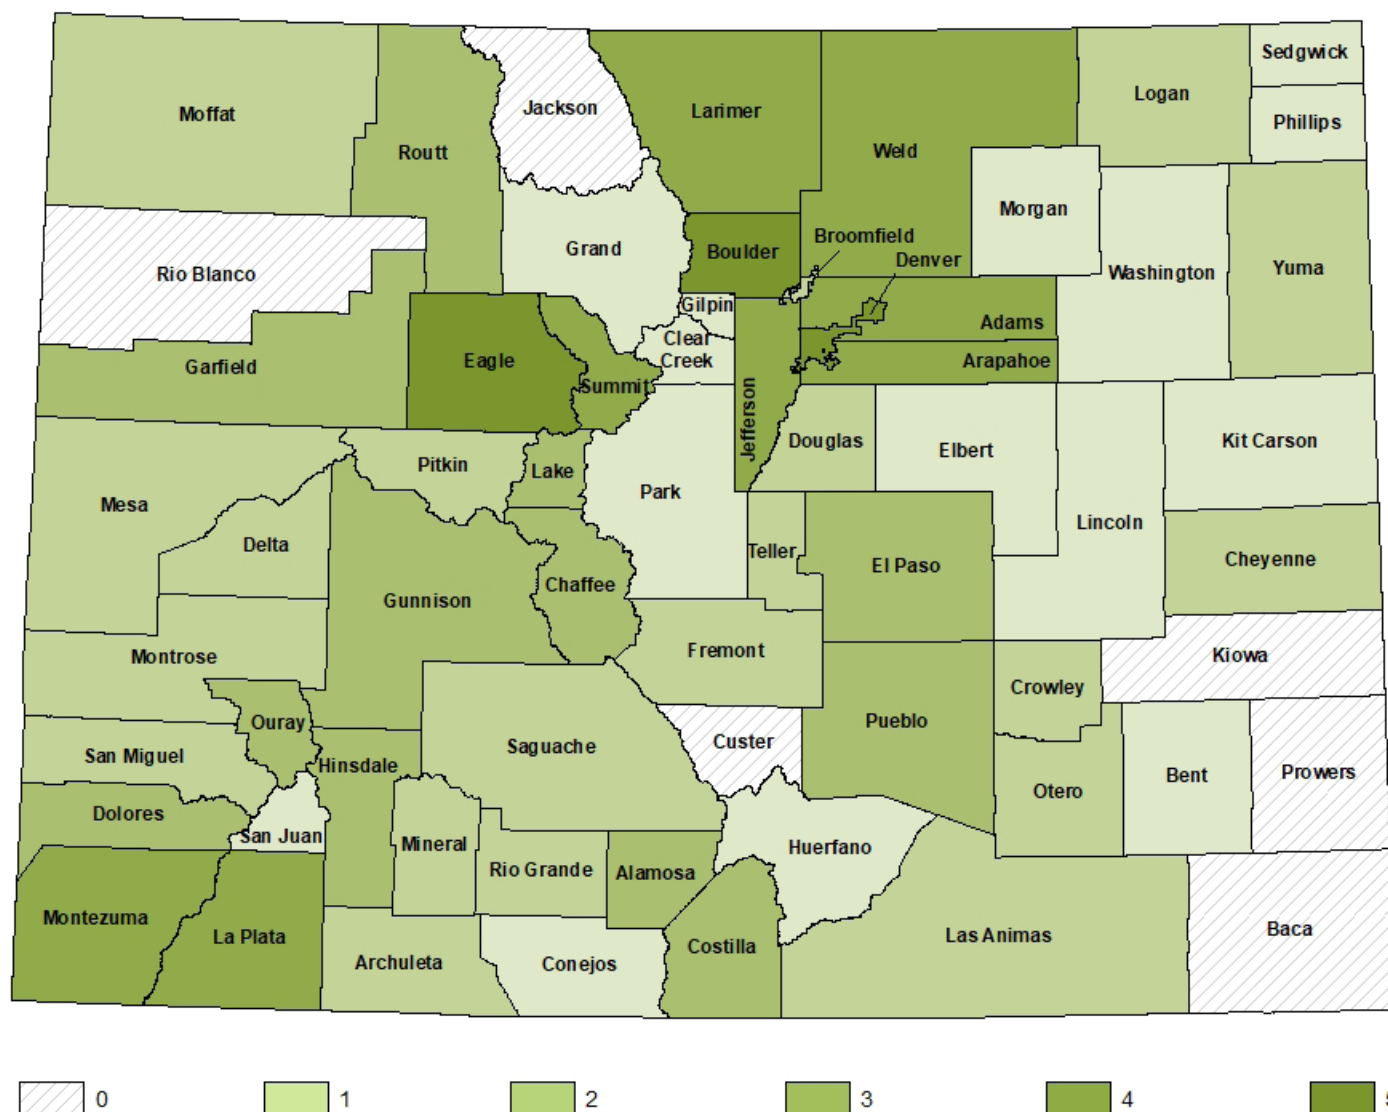 Sedgwick
Logan
Moffat
Jackson
Larimer
Phillips
Routt
Weld
Morgan
Broomfield
Grand
Boulder
Denver
Rio Blanco
Washington
Yuma
Gilpin
Adams
Clear
Creek
Garfield
Eagle
Summit
Arapahoe
Jefferson
Douglas
Elbert
Kit Carson
Pitkin
Lake
Park
Mesa
Lincoln
Delta
Teller
El Paso
Cheyenne
Chaffee
Gunnison
Montrose
Fremont
Kiowa
Crowley
Ouray
Pueblo
Saguache
Custer
San Miguel
Hinsdale
Bent
Prowers
Otero
Dolores
San Juan
Mineral
Huerfano
Rio Grande
Alamosa
Montezuma
La Plata
Costilla
Las Animas
Baca
Archuleta
Conejos
0 1 2 3 4